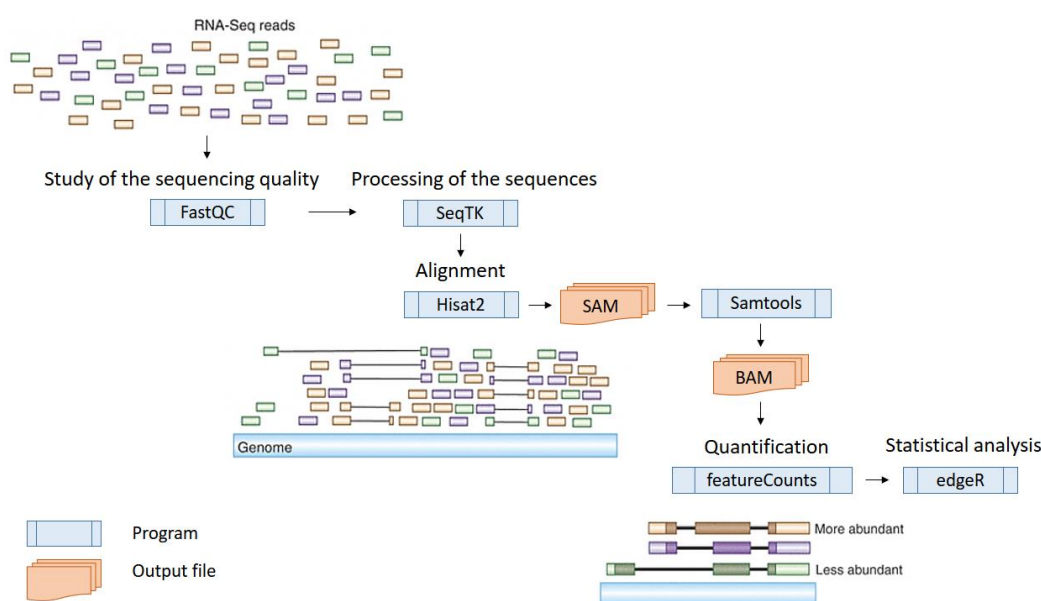 RNA-Seq reads
Study of the sequencing quality
Processing of the sequences
FastQC
SeqTK
Alignment
Hisat2
SAM
Samtools
BAM
Genome
Quantification
Statistical analysis
featureCounts
edgeR
Program
Output file
More abundant
Less abundant